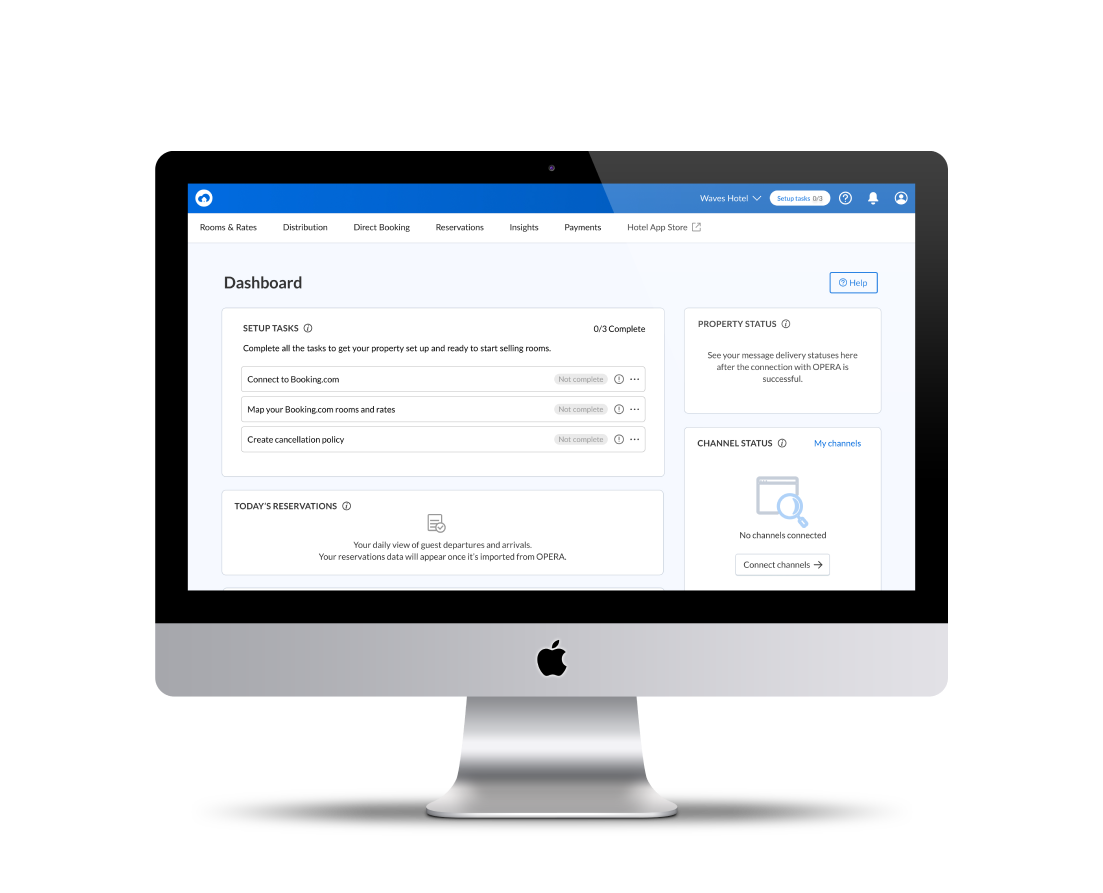 Waves Hotel
Setup tasks 0/3
Rooms & Rates
Distribution
Direct Booking
Reservations
Insights
Payments
Hotel App Store
Dashboard
Help
SETUP TASKS
0/3 Complete
Complete all the tasks to get your property set up and ready to start selling rooms.
Connect to Booking.com
Not complete
Map your Booking.com rooms and rates
Not complete
Create cancellation policy
Not complete
TODAY'S RESERVATIONS
Your daily view of guest departures and arrivals.
Your reservations data will appear once it's imported from OPERA.
PROPERTY STATUS
See your message delivery statuses here
after the connection with OPERA is
successful.
CHANNEL STATUS
My channels
No channels connected
Connect channels